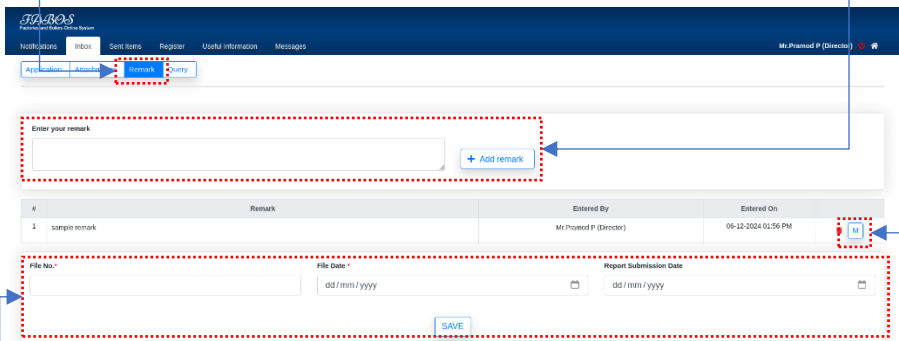 FABOS
Factories and Boilers Online System
Notifications Inbox Sent Items Register Useful Information Messages Mr.Pramod P (Director)
Application Remark Query
Enter your remark
+ Add remark
# Remark Entered By Entered On
1 sample remark Mr.Pramod P (Director) 06-12-2024 01:56 PM M
File No.* File Date * Report Submission Date
dd/mm/yyyy dd/mm/yyyy
SAVE